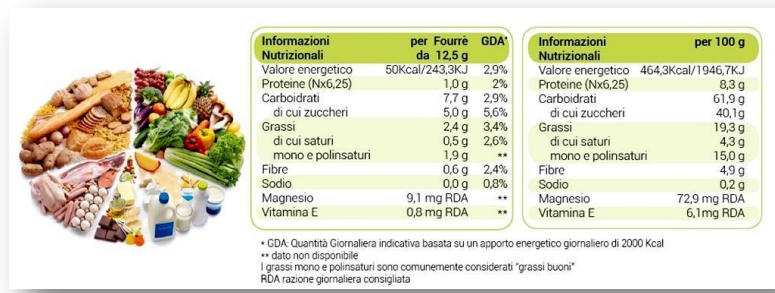 Informazioni per Fourrè GDA*
Nutrizionali da 12,5 g
Valore energetico 50Kcal/243,3KJ 2,9%
Proteine (Nx6,25) 1,0 g 2%
Carboidrati 7,7 g 2,9%
di cui zuccheri 5,0 g 5,6%
Grassi 2,4 g 3,4%
di cui saturi 0,5 g 2,6%
mono e polinsaturi 1,9 g **
Fibre 0,6 g 2,4%
Sodio 0,0 g 0,8%
Magnesio 9,1 mg RDA **
Vitamina E 0,8 mg RDA **
Informazioni per 100 g
Nutrizionali
Valore energetico 464,3Kcal/1946,7KJ
Proteine (Nx6,25) 8,3 g
Carboidrati 61,9 g
di cui zuccheri 40,1g
Grassi 19,3 g
di cui saturi 4,3 g
mono e polinsaturi 15,0 g
Fibre 4,9 g
Sodio 0,2 g
Magnesio 72,9 mg RDA
Vitamina E 6,1mg RDA
* GDA: Quantità Giornaliera indicativa basata su un apporto energetico giornaliero di 2000 Kcal
** dato non disponibile
I grassi mono e polinsaturi sono comunemente considerati "grassi buoni"
RDA razione giornaliera consigliata